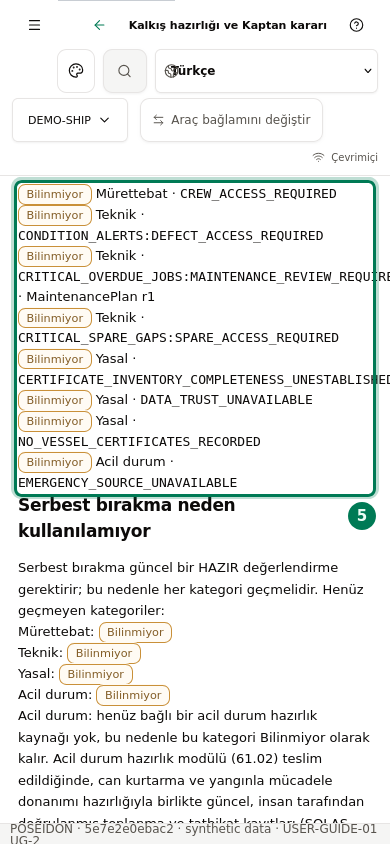 Kalkış hazırlığı ve Kaptan kararı
Türkçe
DEMO-SHIP
Araç bağlamını değiştir
Çevrimiçi
Bilinmiyor Mürettebat · CREW_ACCESS_REQUIRED
Bilinmiyor Teknik ·
CONDITION_ALERTS:DEFECT_ACCESS_REQUIRED
Bilinmiyor Teknik ·
CRITICAL_OVERDUE_JOBS:MAINTENANCE_REVIEW_REQUIRE
· MaintenancePlan r1
Bilinmiyor Teknik ·
CRITICAL_SPARE_GAPS:SPARE_ACCESS_REQUIRED
Bilinmiyor Yasal ·
CERTIFICATE_INVENTORY_COMPLETENESS_UNESTABLISHED
Bilinmiyor Yasal · DATA_TRUST_UNAVAILABLE
Bilinmiyor Yasal ·
NO_VESSEL_CERTIFICATES_RECORDED
Bilinmiyor Acil durum ·
EMERGENCY_SOURCE_UNAVAILABLE
Serbest bırakma neden
kullanılamıyor
5
Serbest bırakma güncel bir HAZIR değerlendirme
gerektirir; bu nedenle her kategori geçmelidir. Henüz
geçmeyen kategoriler:
Mürettebat: Bilinmiyor
Teknik: Bilinmiyor
Yasal: Bilinmiyor
Acil durum: Bilinmiyor
Acil durum: henüz bağlı bir acil durum hazırlık
kaynağı yok, bu nedenle bu kategori Bilinmiyor olarak
kalır. Acil durum hazırlık modülü (61.02) teslim
edildiğinde, can kurtarma ve yangınla mücadele
donanımı hazırlığıyla birlikte güncel, insan tarafından
doğrulanmış toplanma ve tatbikat kayıtları (SOLAS
POSEIDON · 5e7e2e0ebac2 · synthetic data · USER-GUIDE-01
UG-2